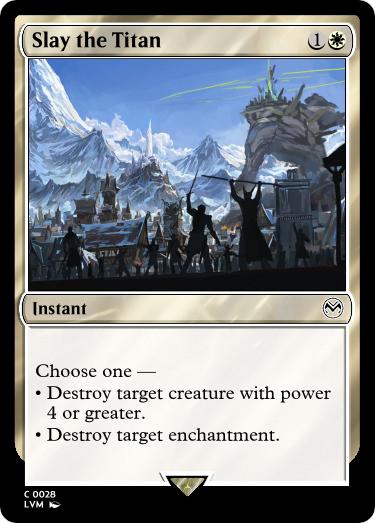 Slay the Titan 1
Instant
Choose one —
• Destroy target creature with power
4 or greater.
• Destroy target enchantment.
C 0028
LVM